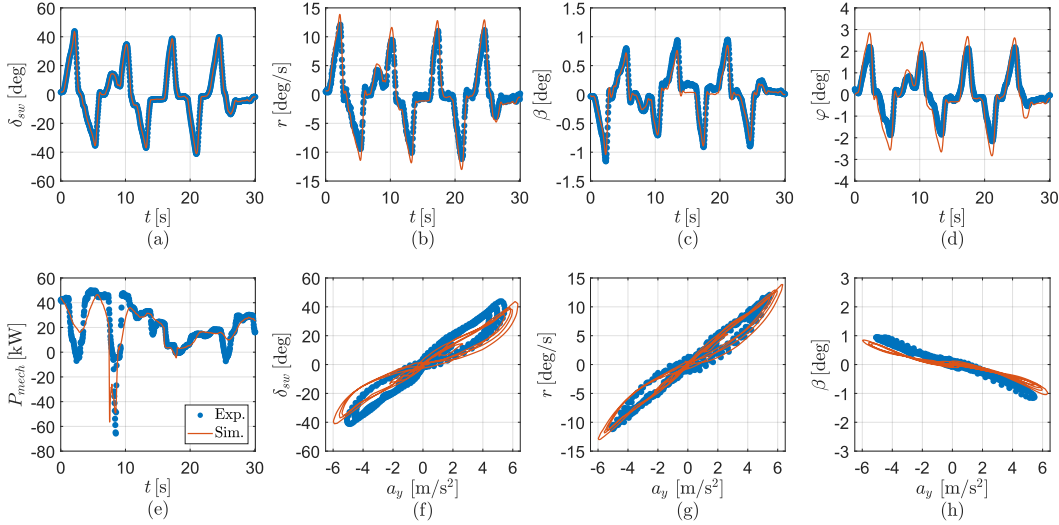 60
40
20
0
-20
-40
-60
0 10 20 30
δ_sw [deg]
t [s]
(a)
15
10
5
0
-5
-10
-15
0 10 20 30
r [deg/s]
t [s]
(b)
1.5
1
0.5
0
-0.5
-1
-1.5
0 10 20 30
β [deg]
t [s]
(c)
4
3
2
1
0
-1
-2
-3
-4
0 10 20 30
φ [deg]
t [s]
(d)
60
40
20
0
-20
-40
-60
-80
0 10 20 30
P_mech [kW]
Exp.
Sim.
t [s]
(e)
60
40
20
0
-20
-40
-60
-6 -4 -2 0 2 4 6
δ_sw [deg]
a_y [m/s²]
(f)
15
10
5
0
-5
-10
-15
-6 -4 -2 0 2 4 6
r [deg/s]
a_y [m/s²]
(g)
3
2
1
0
-1
-2
-3
-6 -4 -2 0 2 4 6
β [deg]
a_y [m/s²]
(h)